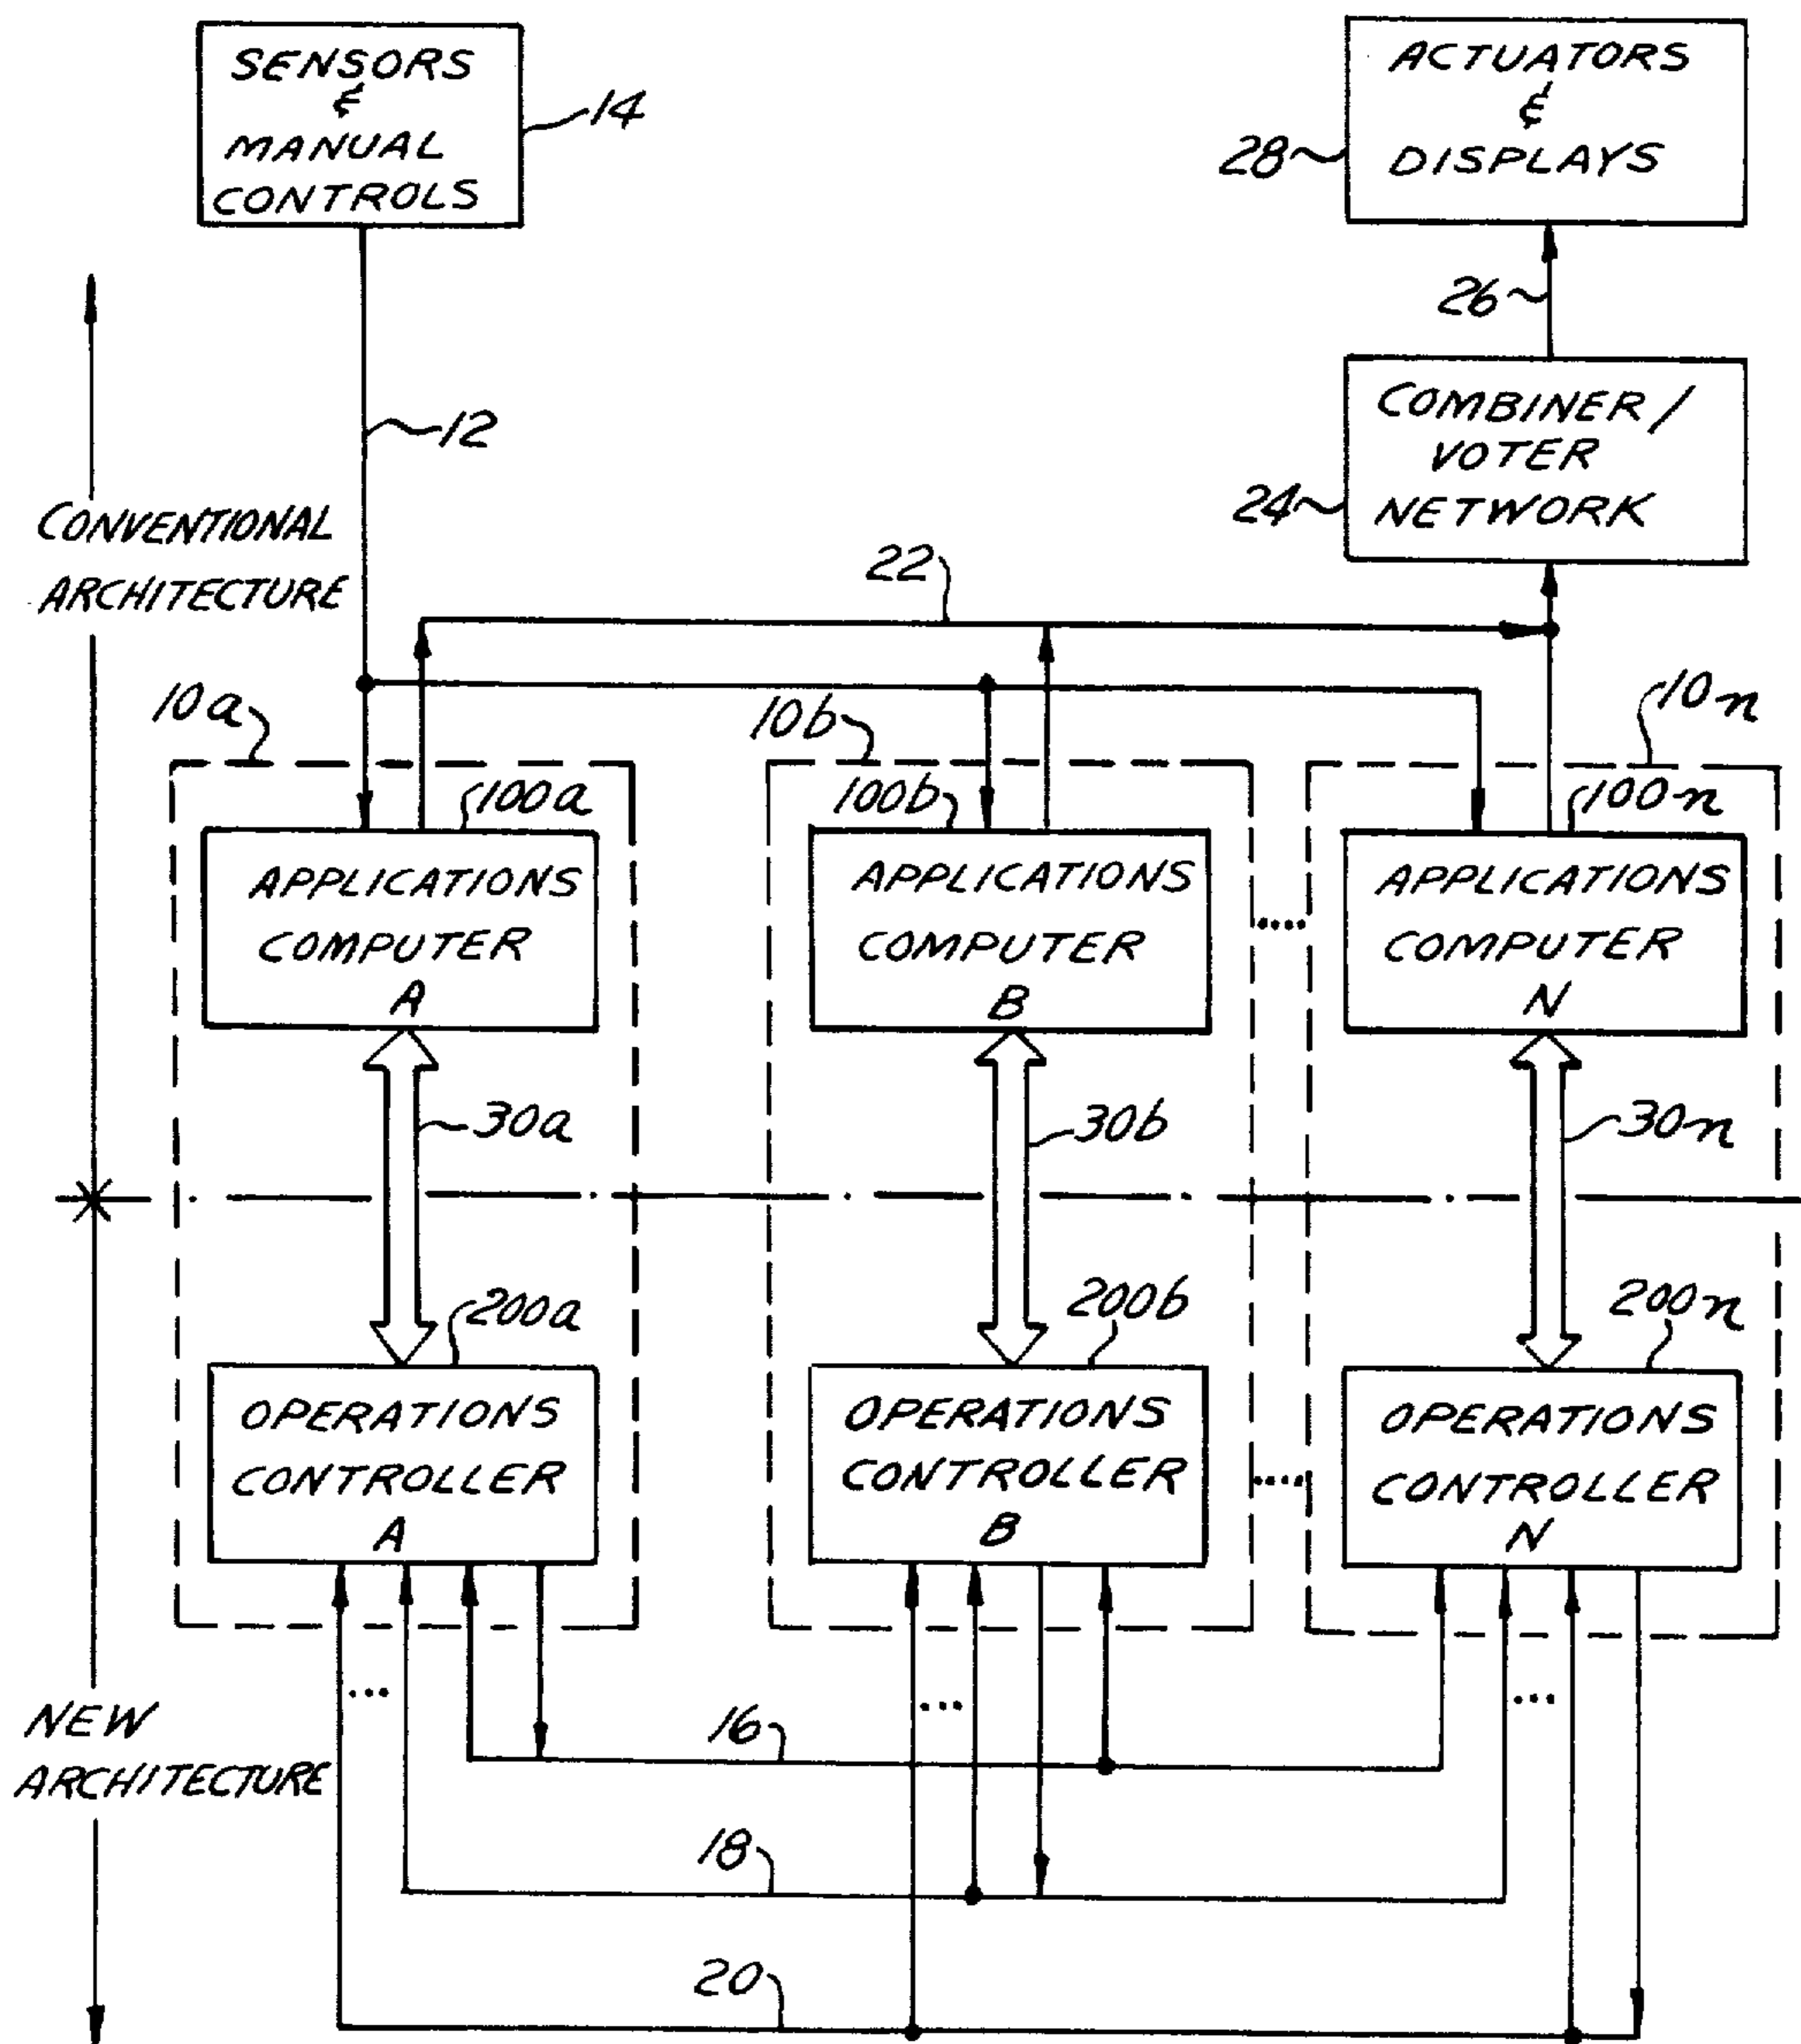 SENSORS
&
MANUAL
CONTROLS
14
ACTUATORS
&
DISPLAYS
28
26
12
COMBINER/
VOTER
NETWORK
24
CONVENTIONAL
ARCHITECTURE
22
10a
10b
10n
100a
100b
100n
APPLICATIONS
COMPUTER
A
APPLICATIONS
COMPUTER
B
....
APPLICATIONS
COMPUTER
N
30a
30b
30n
200a
200b
200n
OPERATIONS
CONTROLLER
A
OPERATIONS
CONTROLLER
B
....
OPERATIONS
CONTROLLER
N
...
...
...
NEW
ARCHITECTURE
16
18
20